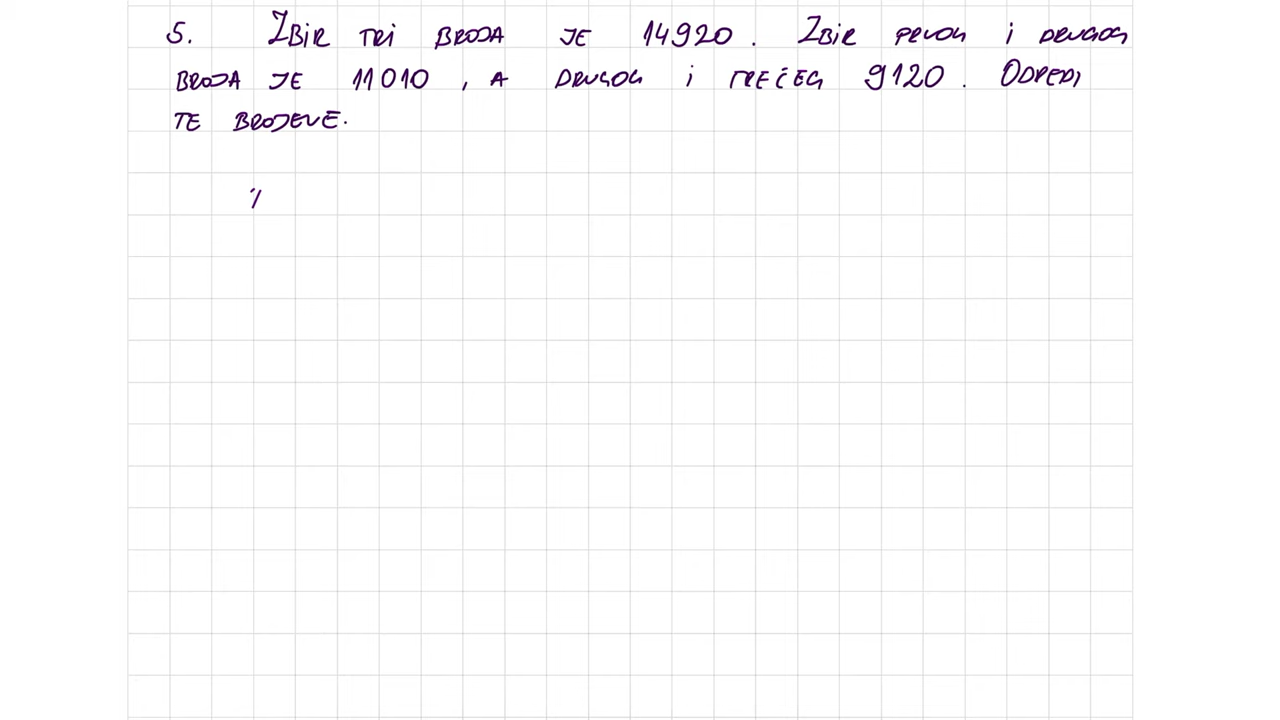 5. ZBIR TRI BROJA JE 14920. ZBIR PRVOG I DRUGOG
BROJA JE 11010, A DRUGOG I TREĆEG 9120. ODREDI
TE BROJEVE.